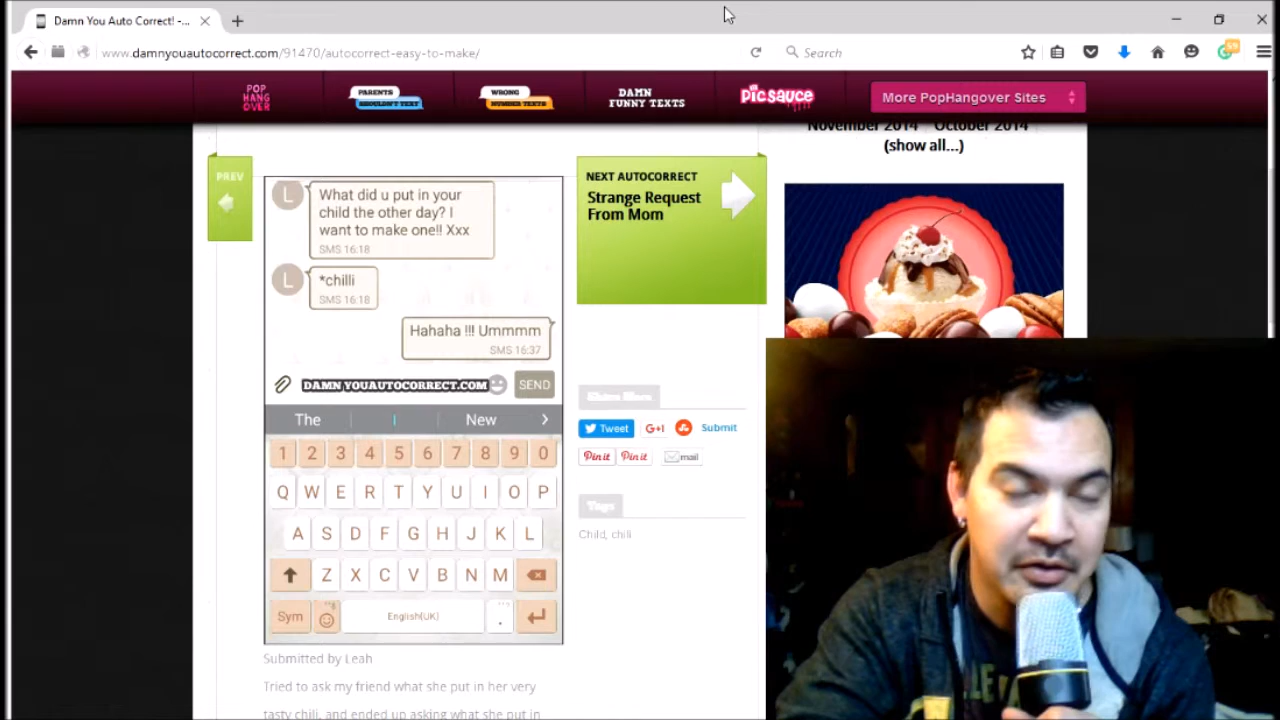 Damn You Auto Correct! -...
www.damnyouautocorrect.com/91470/autocorrect-easy-to-make/
Search
59
POP
HANG
OVER
PARENTS
SHOULDN'T TEXT
WRONG
NUMBER TEXTS
DAMN
FUNNY TEXTS
PICSAUCE
More PopHangover Sites
November 2014 October 2014
(show all...)
PREV
L
What did u put in your
child the other day? I
want to make one!! Xxx
SMS 16:18
L
*chilli
SMS 16:18
Hahaha !!! Ummmm
SMS 16:37
DAMNYOUAUTOCORRECT.COM
SEND
The I New >
1 2 3 4 5 6 7 8 9 0
Q W E R T Y U I O P
A S D F G H J K L
Z X C V B N M
Sym English(UK) .
Submitted by Leah
Tried to ask my friend what she put in her very
tasty chili, and ended up asking what she put in
NEXT AUTOCORRECT
Strange Request
From Mom
Share
Tweet G+1 Submit
Pin it Pin it mail
Tags
Child, chili